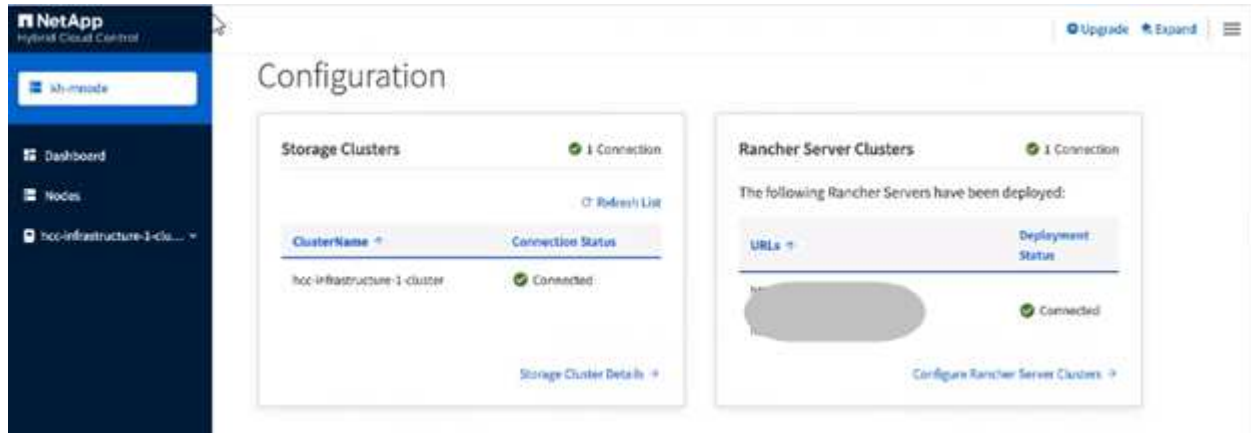 NetApp
Hybrid Cloud Control
Upgrade Expand
kh-mnode
Configuration
Storage Clusters
1 Connection
Rancher Server Clusters
1 Connection
Dashboard
Nodes
hcc-infrastructure-1-clu...
Refresh List
ClusterName
Connection Status
hcc-infrastructure-1-cluster
Connected
Storage Cluster Details
The following Rancher Servers have been deployed:
URLs
Deployment
Status
Connected
Configure Rancher Server Clusters